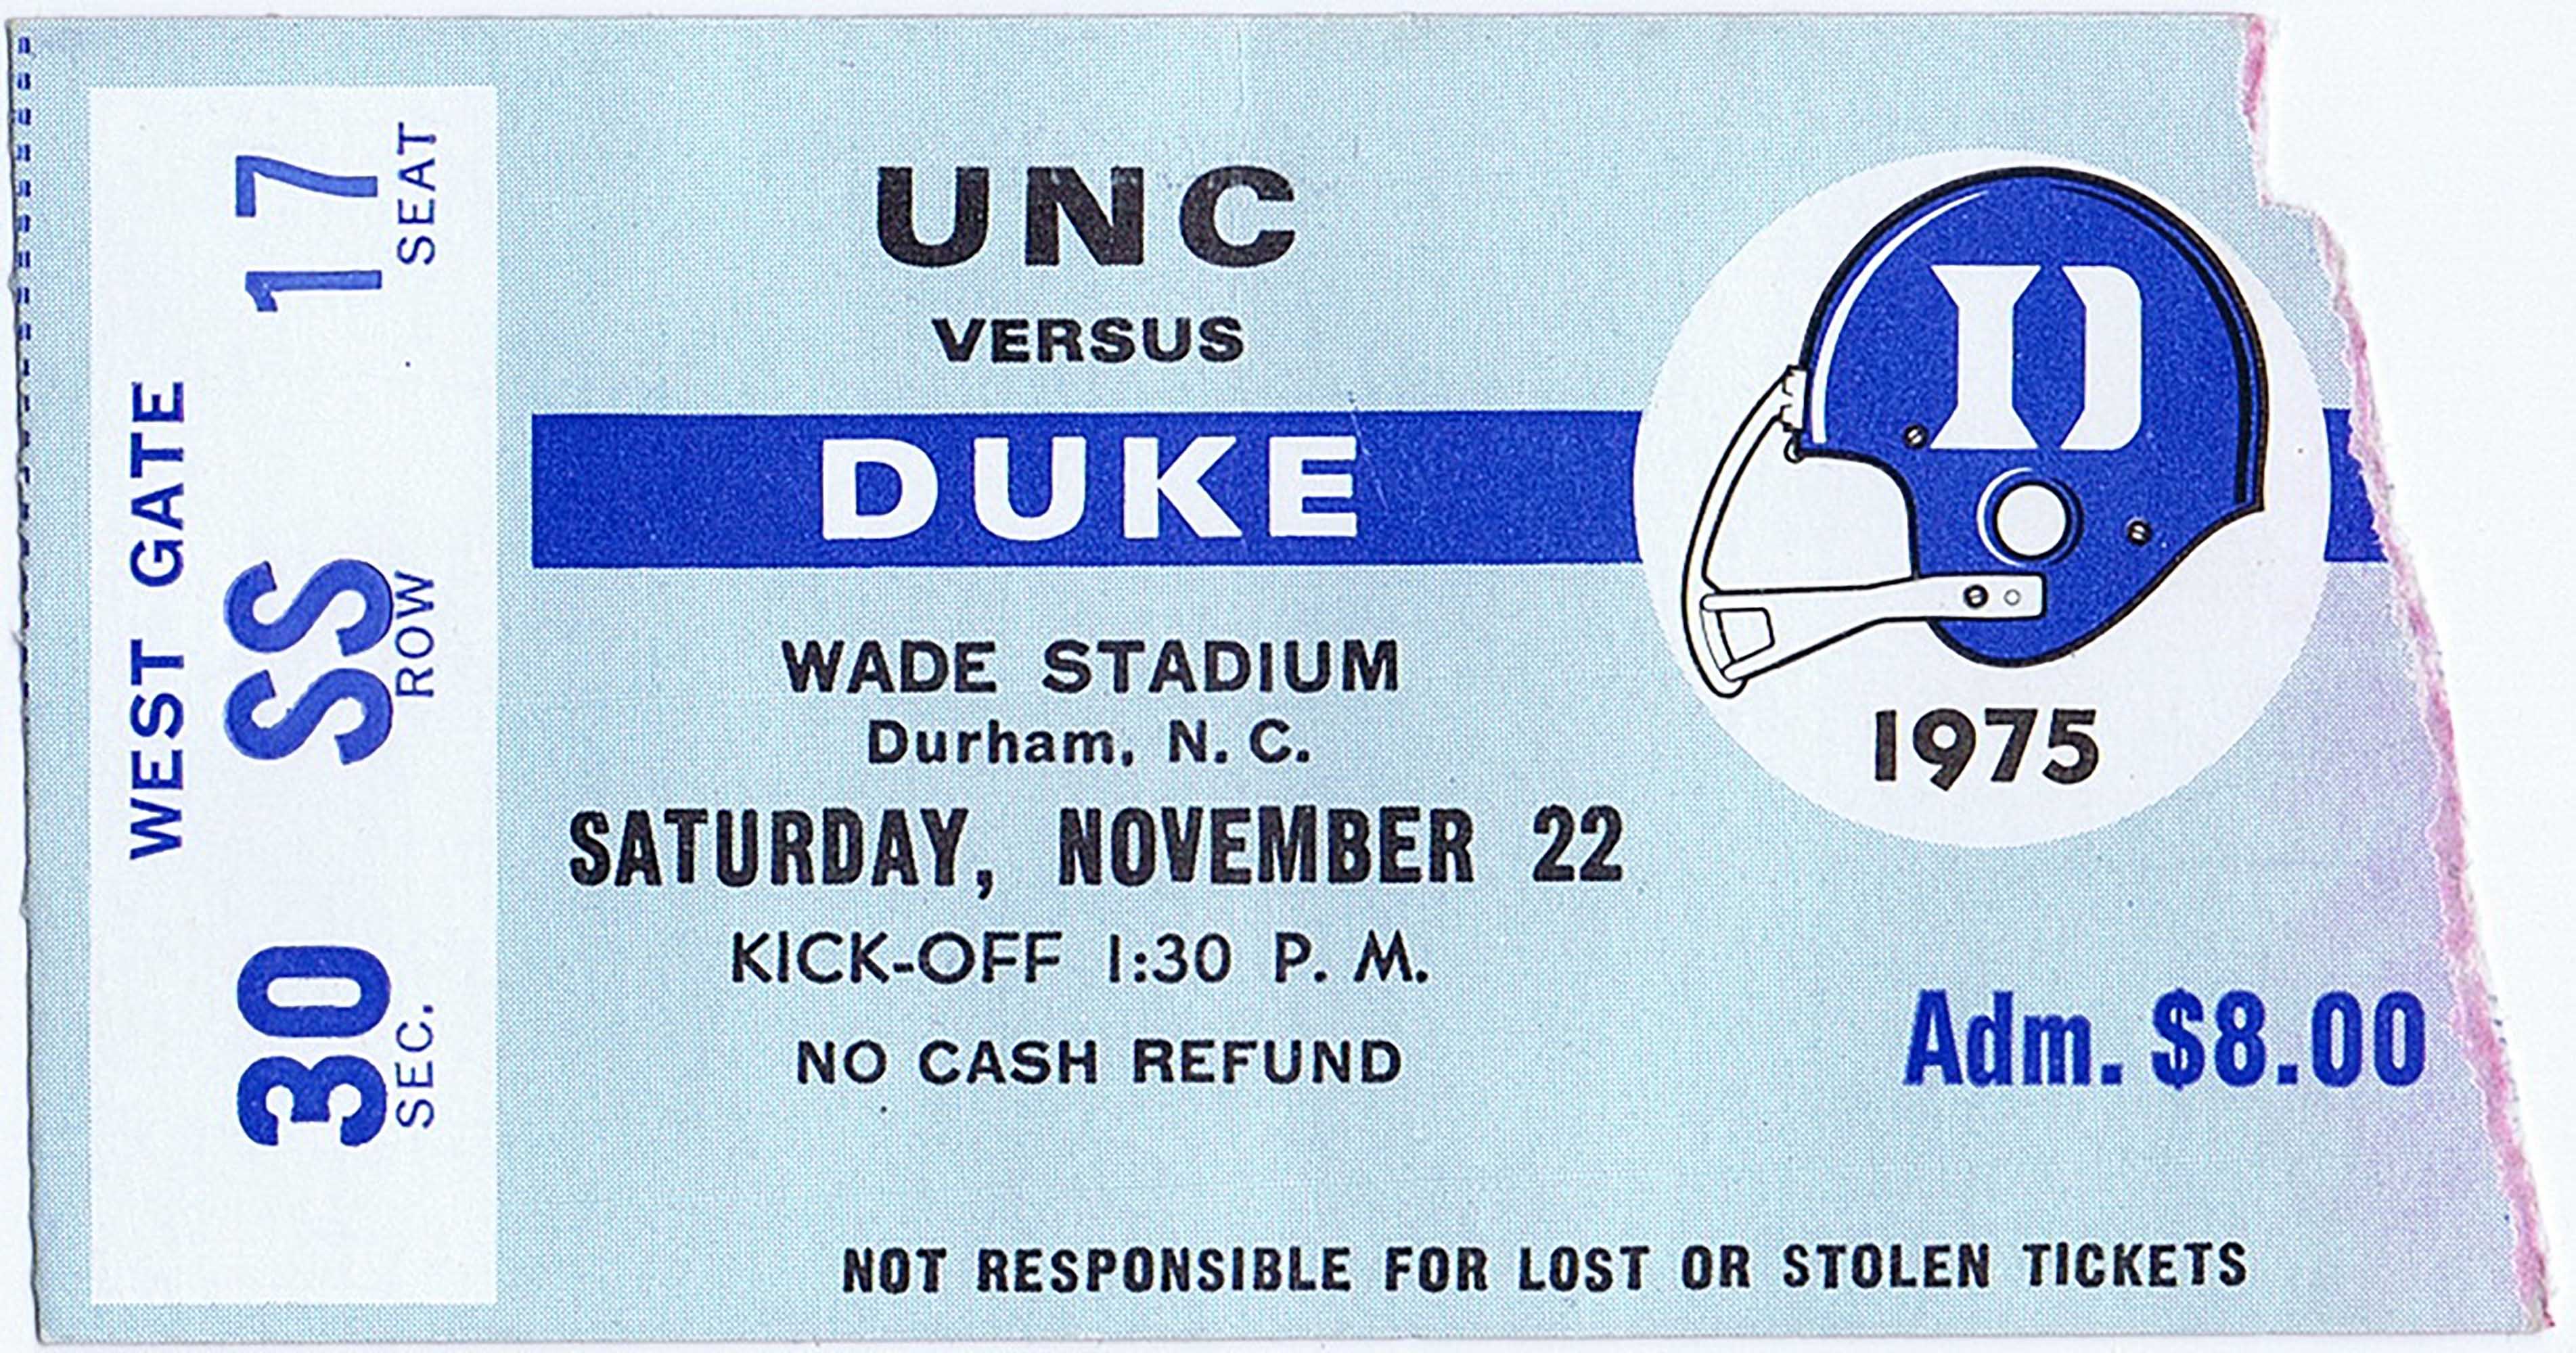 WEST GATE
30 SS 17
SEC. ROW SEAT
UNC
VERSUS
DUKE
WADE STADIUM
Durham, N. C.
SATURDAY, NOVEMBER 22
KICK-OFF 1:30 P. M.
NO CASH REFUND
D
1975
Adm. $8.00
NOT RESPONSIBLE FOR LOST OR STOLEN TICKETS